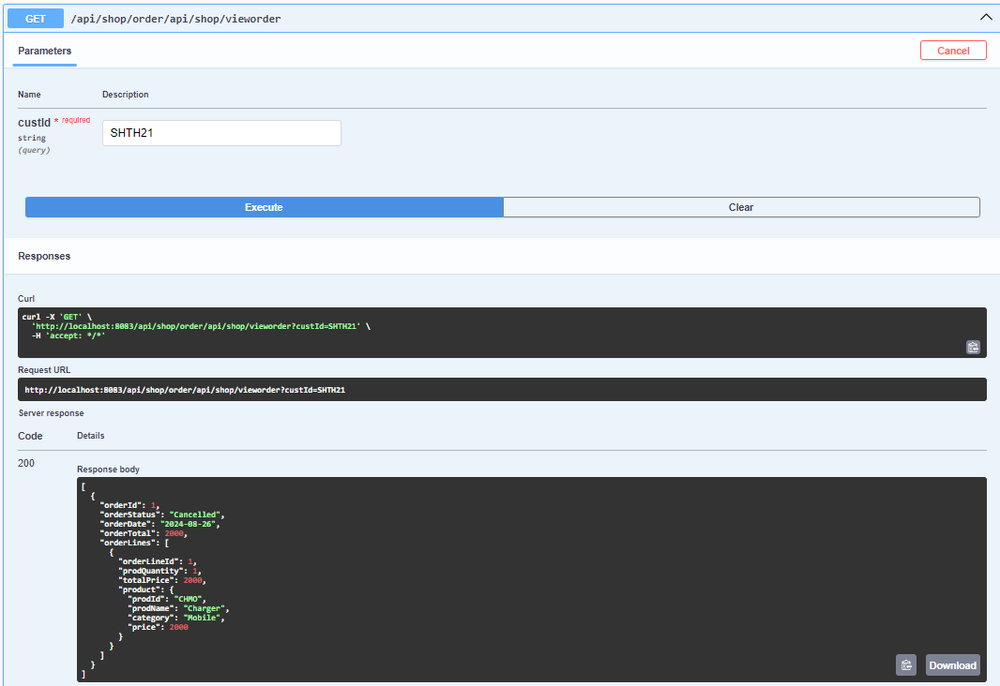 GET /api/shop/order/api/shop/vieworder
Parameters
Cancel
Name Description
custId * required
string
(query)
SHTH21
Execute Clear
Responses
Curl
curl -X 'GET' \
'http://localhost:8083/api/shop/order/api/shop/vieworder?custId=SHTH21' \
-H 'accept: */*'
Request URL
http://localhost:8083/api/shop/order/api/shop/vieworder?custId=SHTH21
Server response
Code Details
200
Response body
[
{
"orderId": 1,
"orderStatus": "Cancelled",
"orderDate": "2024-08-26",
"orderTotal": 2000,
"orderLines": [
{
"orderLineId": 1,
"prodQuantity": 1,
"totalPrice": 2000,
"product": {
"prodId": "CHMO",
"prodName": "Charger",
"category": "Mobile",
"price": 2000
}
}
]
}
]
Download